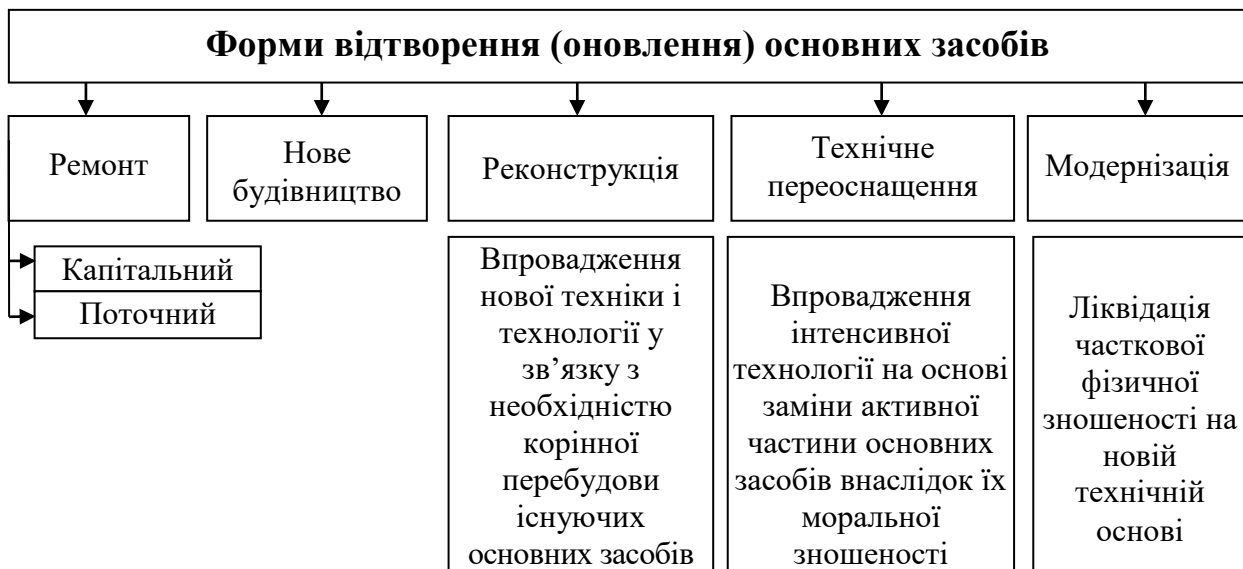 Форми відтворення (оновлення) основних засобів
Ремонт
Нове
будівництво
Реконструкція
Технічне
переоснащення
Модернізація
Капітальний
Поточний
Впровадження
нової техніки і
технології у
зв’язку з
необхідністю
корінної
перебудови
існуючих
основних засобів
Впровадження
інтенсивної
технології на основі
заміни активної
частини основних
засобів внаслідок їх
моральної
зношеності
Ліквідація
часткової
фізичної
зношеності на
новій
технічній
основі